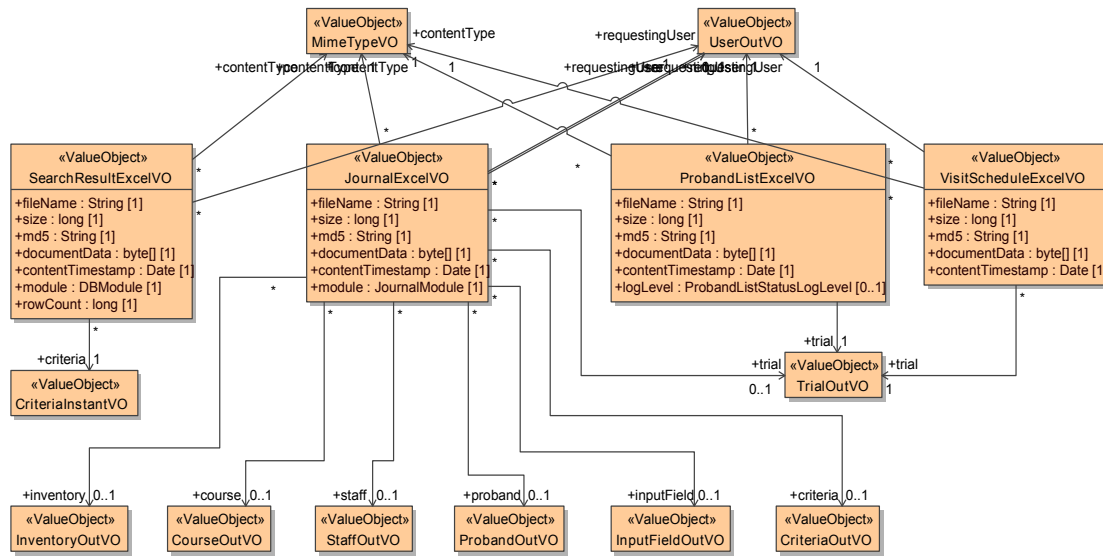 «ValueObject»
MimeTypeVO
«ValueObject»
UserOutVO
+contentType
+requestingUser
+contentType
+contentType
+contentType
1
1
1
+requestingUser
+requestingUser
+requestingUser
1
1
1
*
*
*
*
*
*
*
*
*
«ValueObject»
SearchResultExcelVO
+fileName : String [1]
+size : long [1]
+md5 : String [1]
+documentData : byte[] [1]
+contentTimestamp : Date [1]
+module : DBModule [1]
+rowCount : long [1]
«ValueObject»
JournalExcelVO
+fileName : String [1]
+size : long [1]
+md5 : String [1]
+documentData : byte[] [1]
+contentTimestamp : Date [1]
+module : JournalModule [1]
«ValueObject»
ProbandListExcelVO
+fileName : String [1]
+size : long [1]
+md5 : String [1]
+documentData : byte[] [1]
+contentTimestamp : Date [1]
+logLevel : ProbandListStatusLogLevel [0..1]
«ValueObject»
VisitScheduleExcelVO
+fileName : String [1]
+size : long [1]
+md5 : String [1]
+documentData : byte[] [1]
+contentTimestamp : Date [1]
*
*
*
*
*
*
*
*
*
+criteria 1
«ValueObject»
CriteriaInstantVO
+trial 1
+trial
0..1
+trial
1
«ValueObject»
TrialOutVO
+inventory 0..1
+course 0..1
+staff 0..1
+proband 0..1
+inputField 0..1
+criteria 0..1
«ValueObject»
InventoryOutVO
«ValueObject»
CourseOutVO
«ValueObject»
StaffOutVO
«ValueObject»
ProbandOutVO
«ValueObject»
InputFieldOutVO
«ValueObject»
CriteriaOutVO